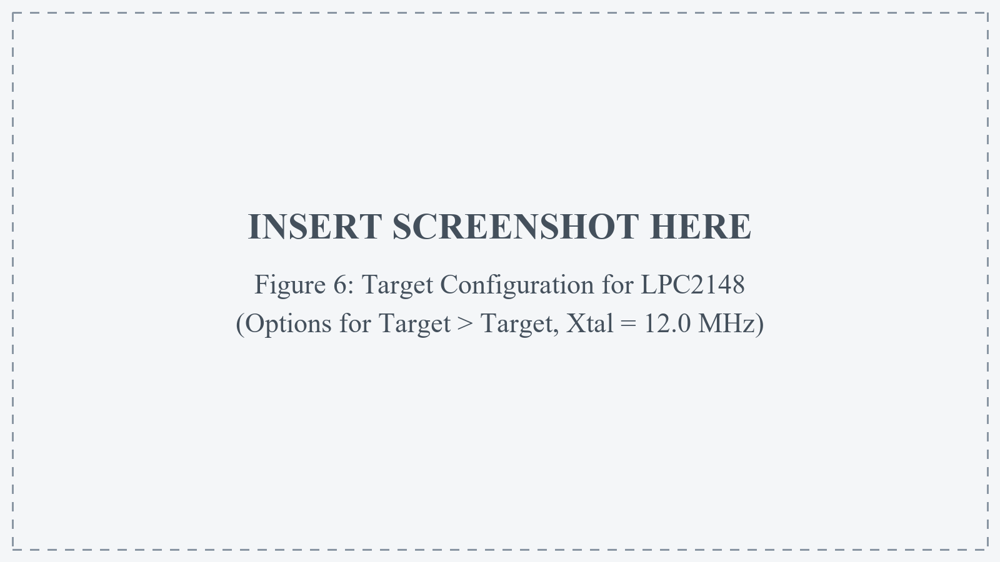 INSERT SCREENSHOT HERE
Figure 6: Target Configuration for LPC2148
(Options for Target > Target, Xtal = 12.0 MHz)